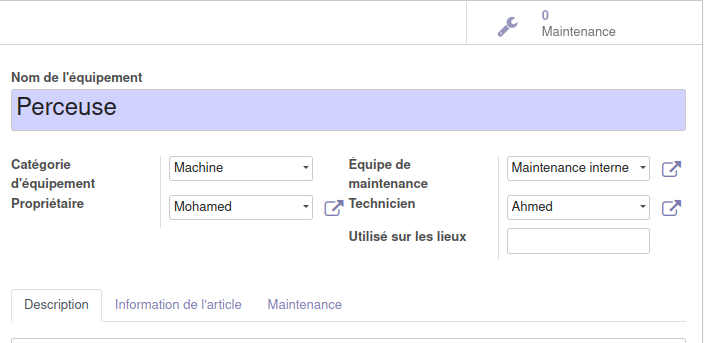 0
Maintenance
Nom de l'équipement
Perceuse
Catégorie d'équipement
Machine
Propriétaire
Mohamed
Équipe de maintenance
Maintenance interne
Technicien
Ahmed
Utilisé sur les lieux
Description
Information de l'article
Maintenance